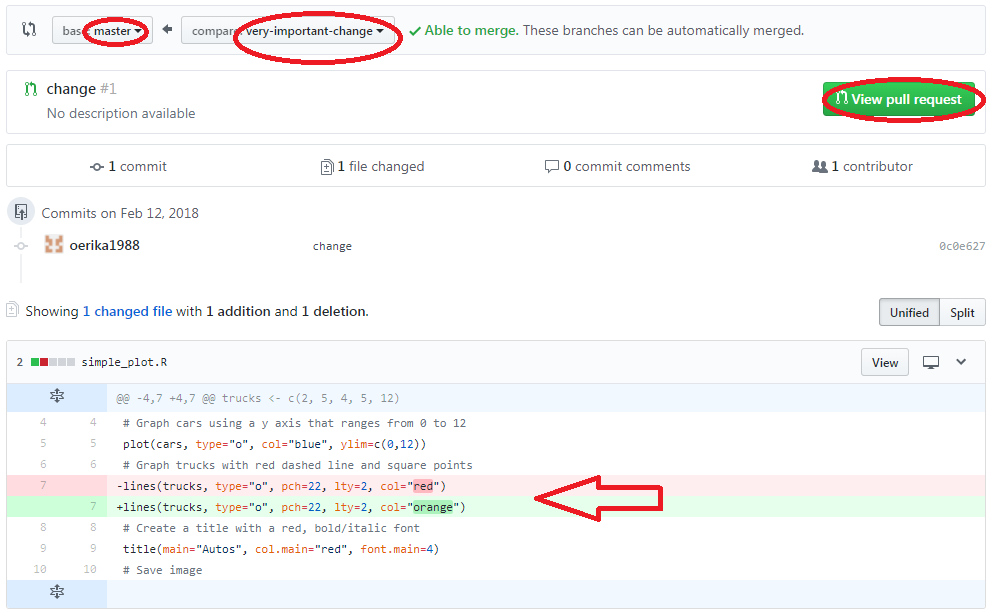 base: master compare: very-important-change Able to merge. These branches can be automatically merged.
change #1
No description available
View pull request
1 commit 1 file changed 0 commit comments 1 contributor
Commits on Feb 12, 2018
oerika1988 change 0c0e627
Showing 1 changed file with 1 addition and 1 deletion.
Unified Split
2 simple_plot.R View
@@ -4,7 +4,7 @@ trucks <- c(2, 5, 4, 5, 12)
4 4 # Graph cars using a y axis that ranges from 0 to 12
5 5 plot(cars, type="o", col="blue", ylim=c(0,12))
6 6 # Graph trucks with red dashed line and square points
7 -lines(trucks, type="o", pch=22, lty=2, col="red")
7 +lines(trucks, type="o", pch=22, lty=2, col="orange")
8 8 # Create a title with a red, bold/italic font
9 9 title(main="Autos", col.main="red", font.main=4)
10 10 # Save image